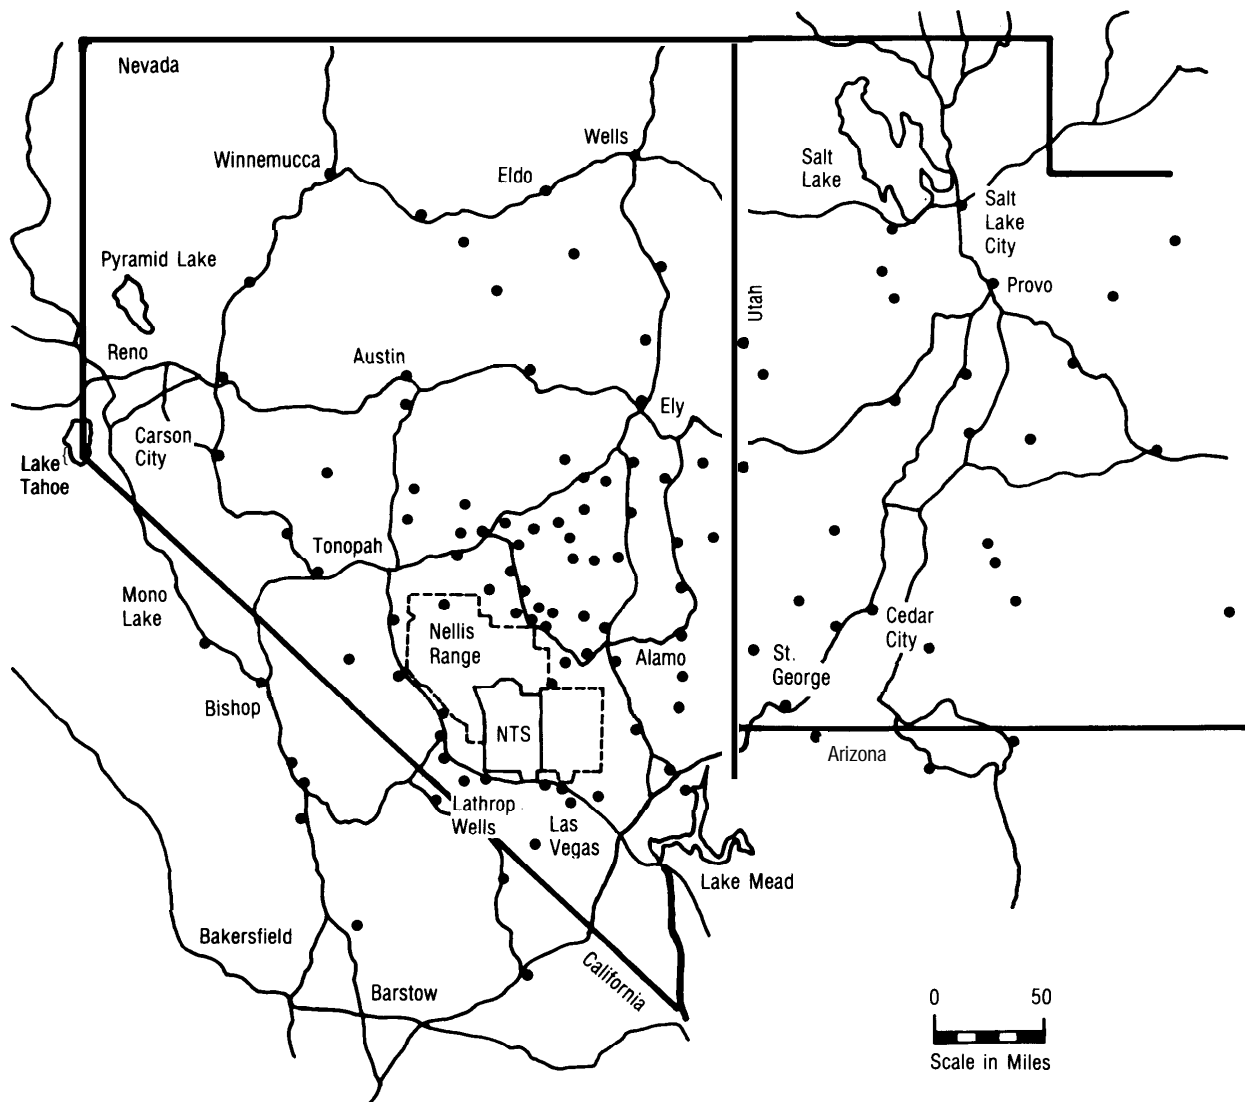 Nevada
Wells
Winnemucca
Eldo
Salt
Lake
Salt
Lake
City
Pyramid Lake
Provo
Utah
Reno
Austin
Ely
Carson
City
Lake
Tahoe
Tonopah
Mono
Lake
Nellis
Range
Cedar
City
Alamo
St.
George
Bishop
NTS
Arizona
Lathrop
Wells
Las
Vegas
Lake Mead
Bakersfield
California
Barstow
0 50
Scale in Miles